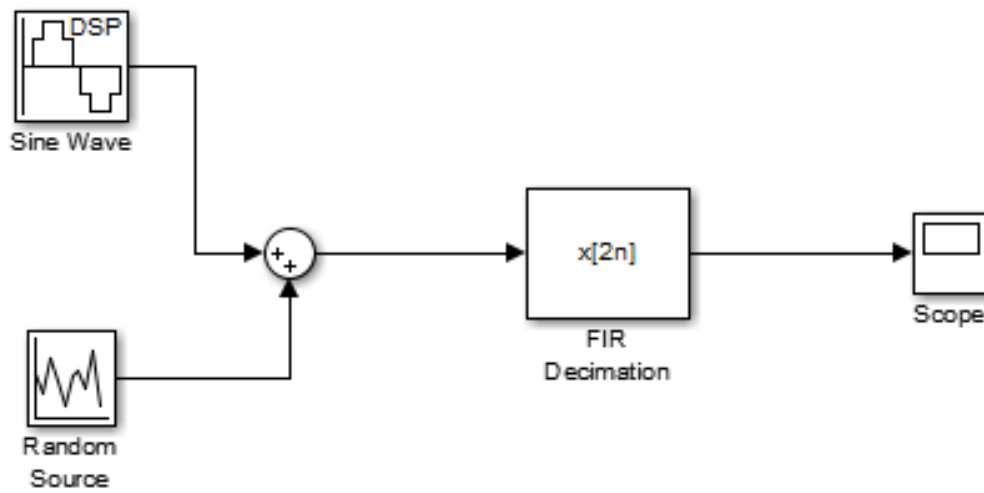 DSP
Sine Wave
+
+
x[2n]
FIR
Decimation
Scope
Random
Source